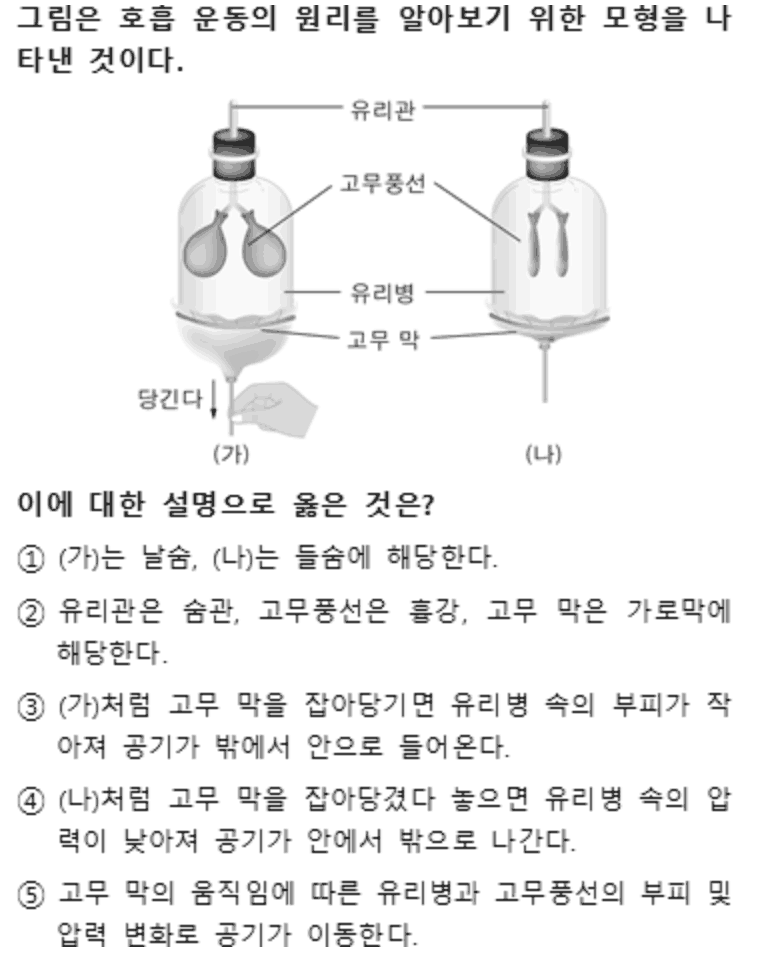 그림은 호흡 운동의 원리를 알아보기 위한 모형을 나
타낸 것이다.
유리관
고무풍선
유리병
고무 막
당긴다
(가)
(나)
이에 대한 설명으로 옳은 것은?
① (가)는 날숨, (나)는 들숨에 해당한다.
② 유리관은 숨관, 고무풍선은 흉강, 고무 막은 가로막에
해당한다.
③ (가)처럼 고무 막을 잡아당기면 유리병 속의 부피가 작
아져 공기가 밖에서 안으로 들어온다.
④ (나)처럼 고무 막을 잡아당겼다 놓으면 유리병 속의 압
력이 낮아져 공기가 안에서 밖으로 나간다.
⑤ 고무 막의 움직임에 따른 유리병과 고무풍선의 부피 및
압력 변화로 공기가 이동한다.